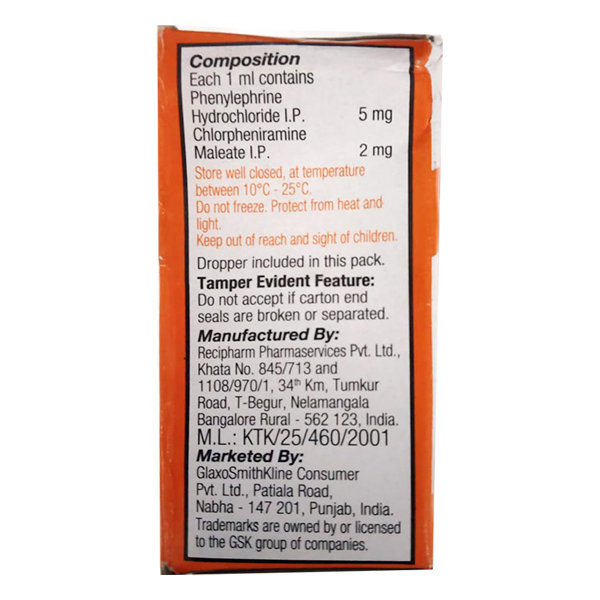 Composition
Each 1 ml contains
Phenylephrine
Hydrochloride I.P. 5 mg
Chlorpheniramine
Maleate I.P. 2 mg
Store well closed, at temperature
between 10°C - 25°C.
Do not freeze. Protect from heat and
light.
Keep out of reach and sight of children.
Dropper included in this pack.
Tamper Evident Feature:
Do not accept if carton end
seals are broken or separated.
Manufactured By:
Recipharm Pharmaservices Pvt. Ltd.,
Khata No. 845/713 and
1108/970/1, 34th Km, Tumkur
Road, T-Begur, Nelamangala
Bangalore Rural - 562 123, India.
M.L.: KTK/25/460/2001
Marketed By:
GlaxoSmithKline Consumer
Pvt. Ltd., Patiala Road,
Nabha - 147 201, Punjab, India.
Trademarks are owned by or licensed
to the GSK group of companies.